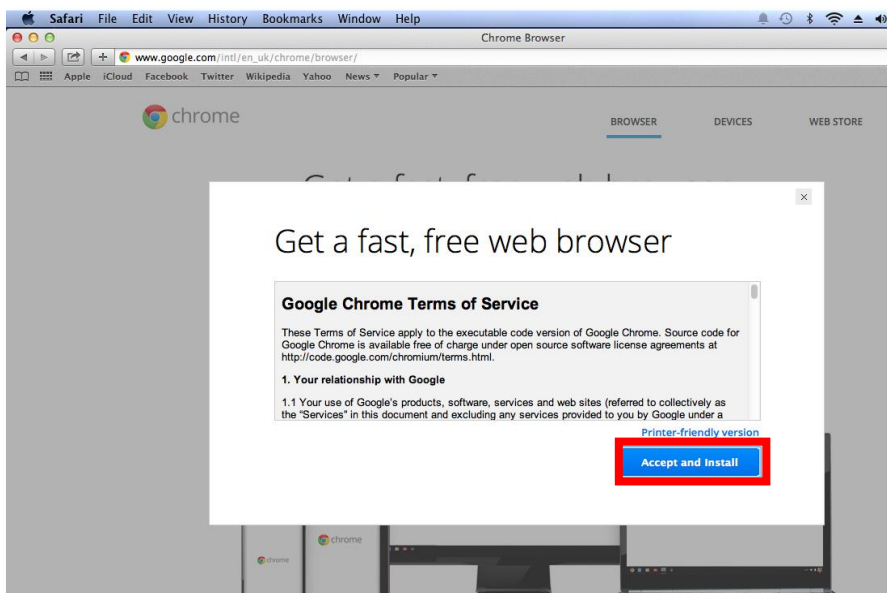 Safari File Edit View History Bookmarks Window Help
Chrome Browser
www.google.com/intl/en_uk/chrome/browser/
Apple iCloud Facebook Twitter Wikipedia Yahoo News Popular
chrome
BROWSER DEVICES WEB STORE
Get a fast, free web browser
Google Chrome Terms of Service
These Terms of Service apply to the executable code version of Google Chrome. Source code for
Google Chrome is available free of charge under open source software license agreements at
http://code.google.com/chromium/terms.html.
1. Your relationship with Google
1.1 Your use of Google's products, software, services and web sites (referred to collectively as
the "Services" in this document and excluding any services provided to you by Google under a
Printer-friendly version
Accept and Install
chrome
chrome